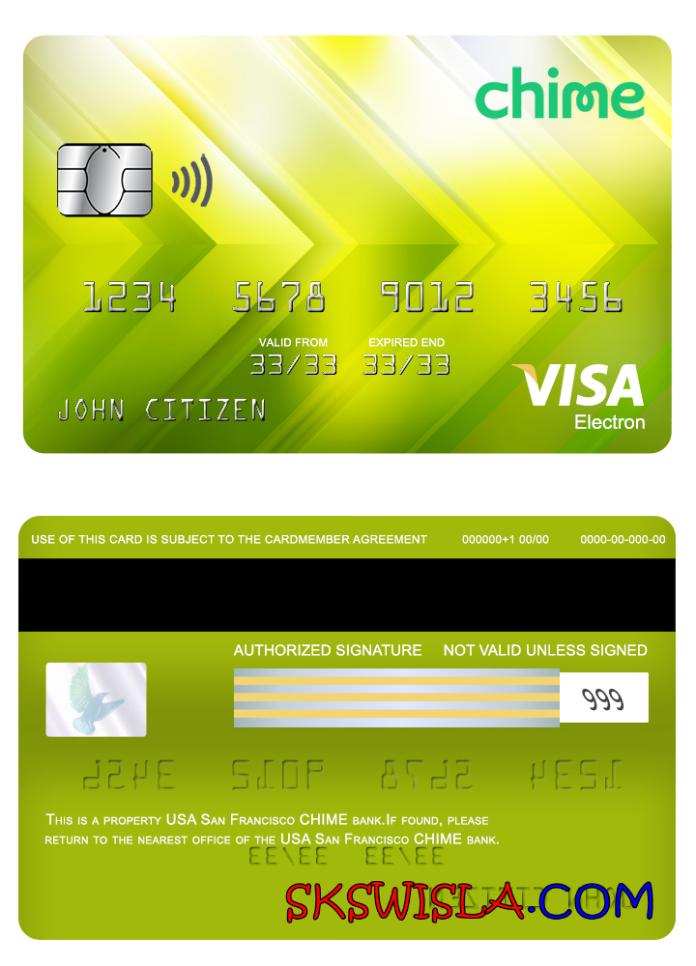 chime
1234 5678 9012 3456
VALID FROM EXPIRED END
33/33 33/33
JOHN CITIZEN
VISA
Electron
USE OF THIS CARD IS SUBJECT TO THE CARDMEMBER AGREEMENT 000000+1 00/00 0000-00-000-00
AUTHORIZED SIGNATURE NOT VALID UNLESS SIGNED
999
THIS IS A PROPERTY USA SAN FRANCISCO CHIME BANK.IF FOUND, PLEASE
RETURN TO THE NEAREST OFFICE OF THE USA SAN FRANCISCO CHIME BANK.
SKSWISLA.COM